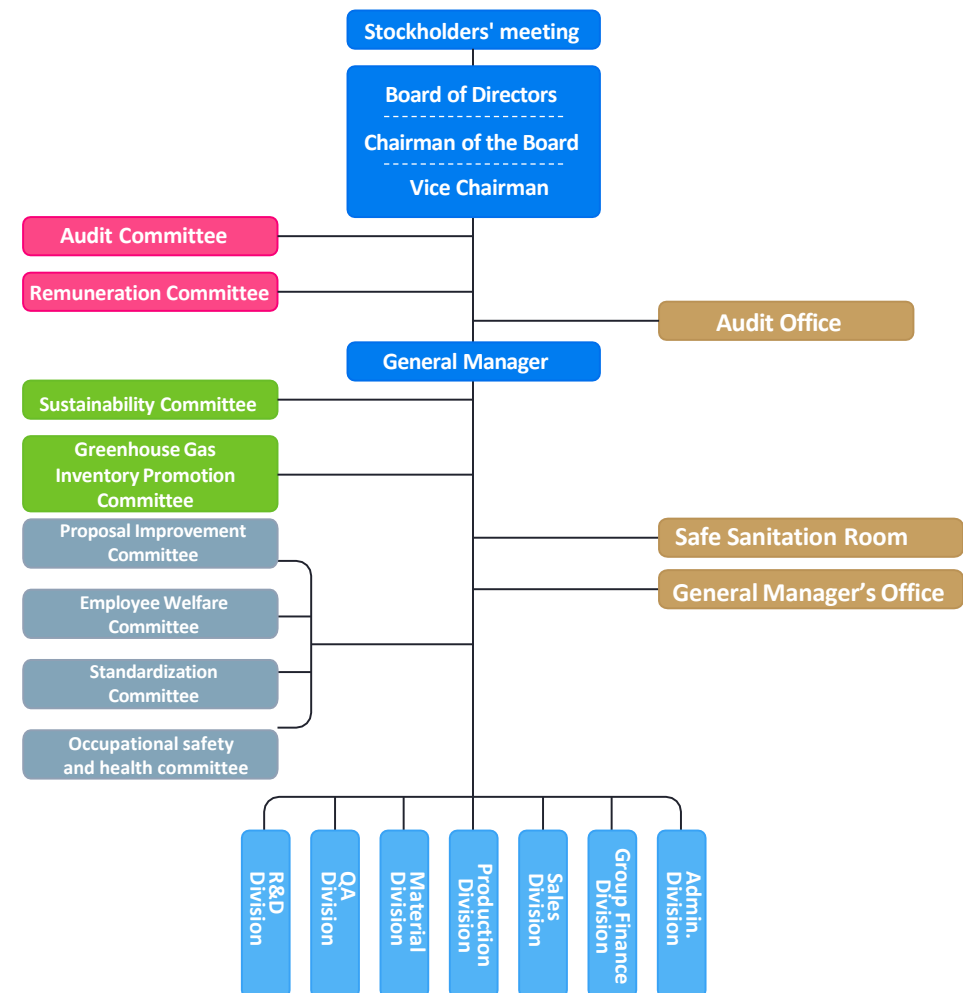 Stockholders' meeting
Board of Directors
Chairman of the Board
Vice Chairman
Audit Committee
Remuneration Committee
Audit Office
General Manager
Sustainability Committee
Greenhouse Gas
Inventory Promotion
Committee
Proposal Improvement
Committee
Safe Sanitation Room
General Manager’s Office
Employee Welfare
Committee
Standardization
Committee
Occupational safety
and health committee
R&D
Division
QA
Division
Material
Division
Production
Division
Sales
Division
Group Finance
Division
Admin.
Division